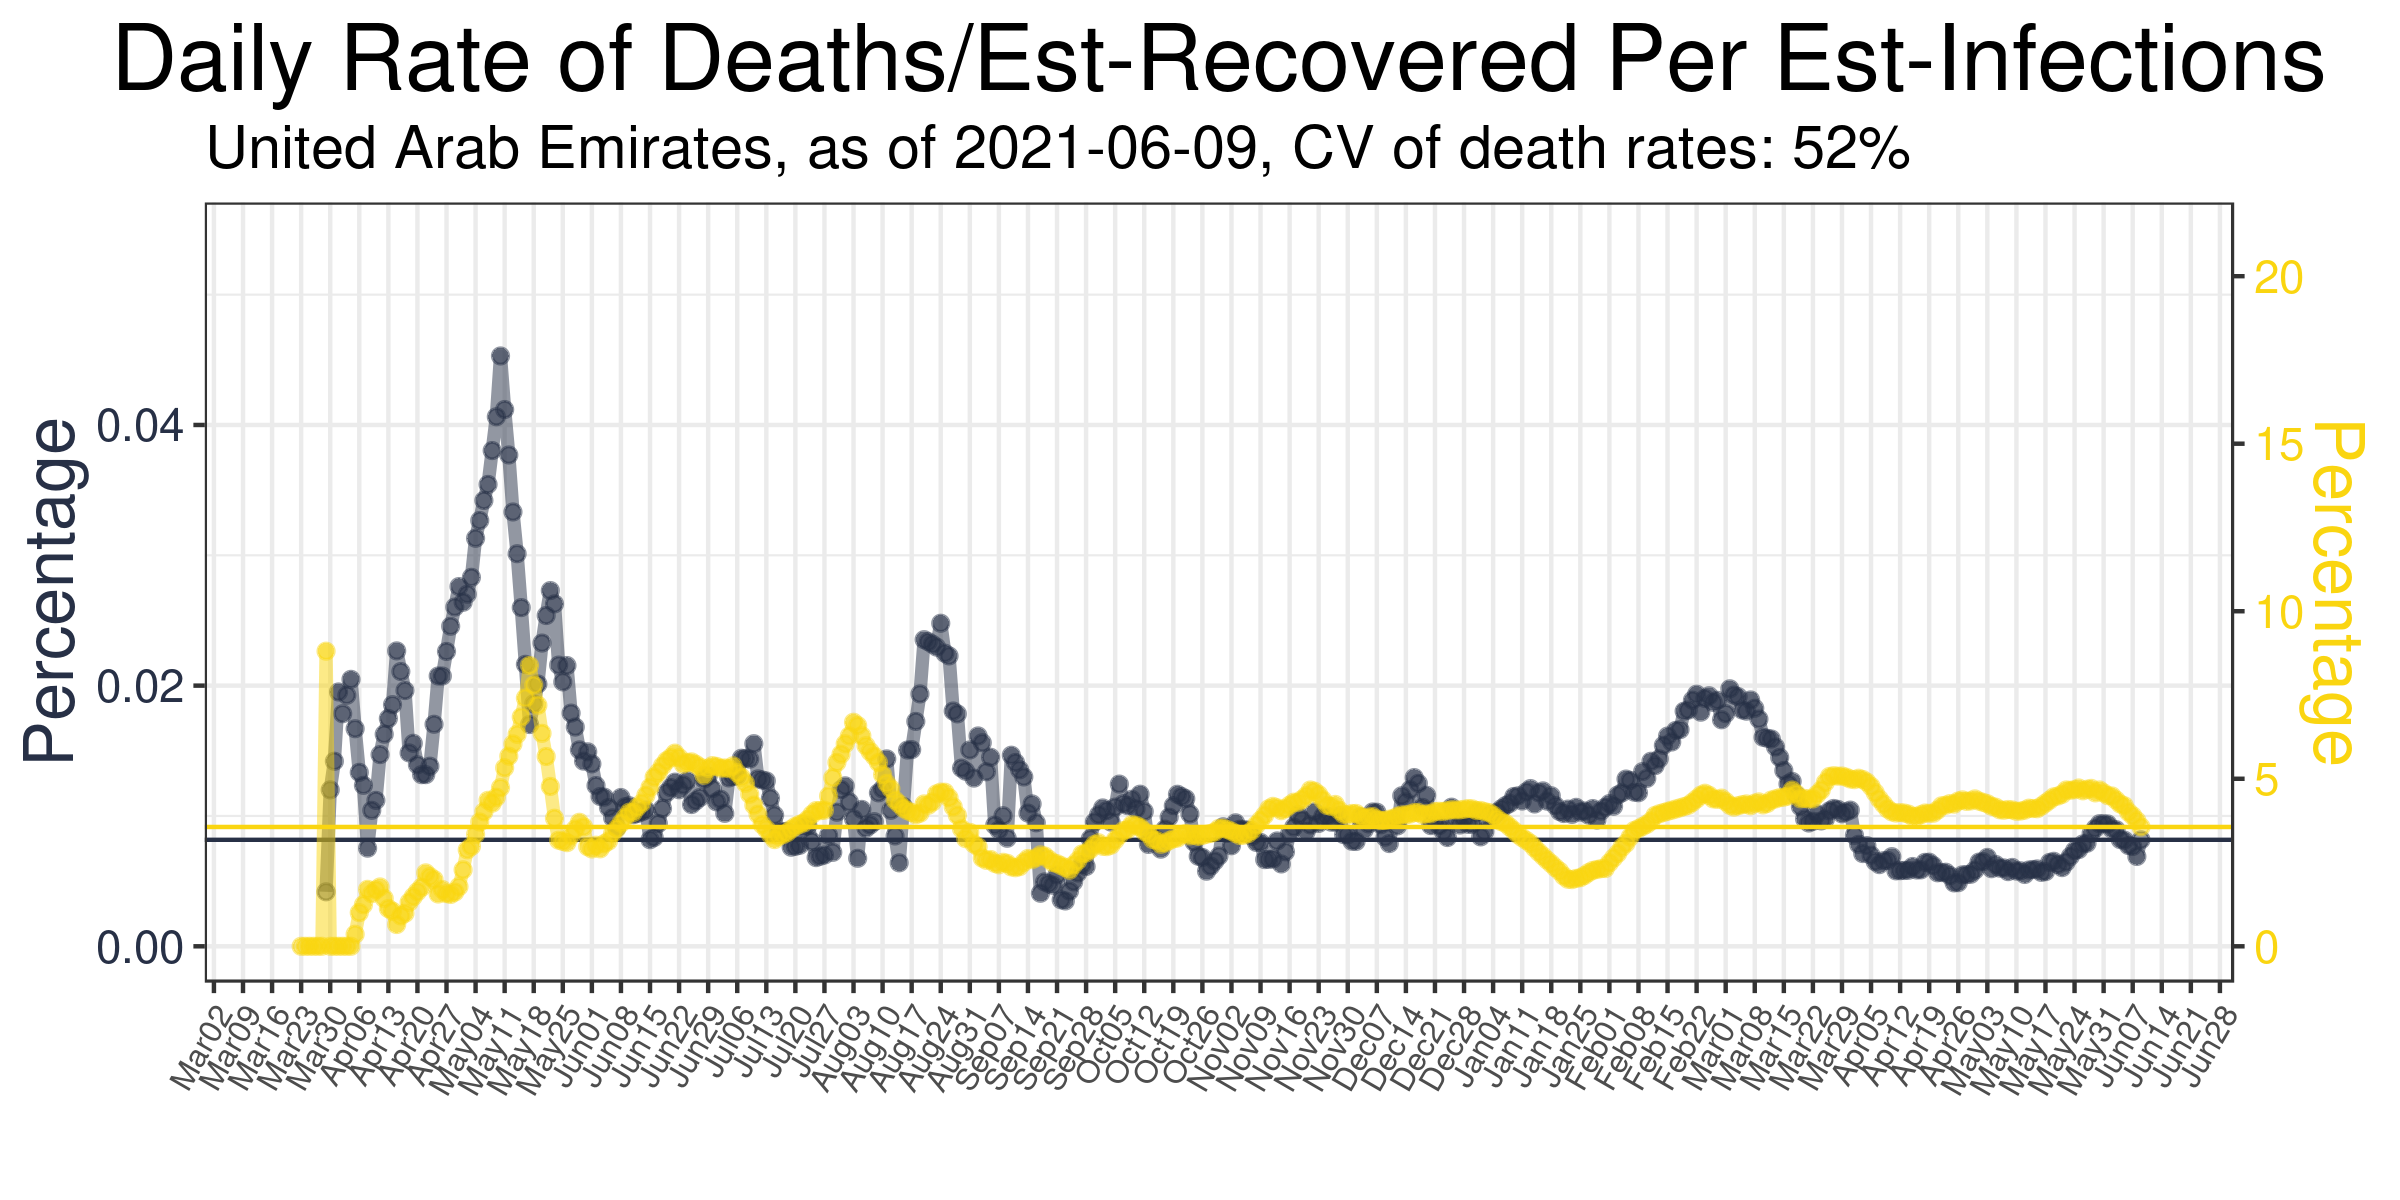 Daily Rate of Deaths/Est-Recovered Per Est-Infections
United Arab Emirates, as of 2021-06-09, CV of death rates: 52%
Percentage
0.04
0.02
0.00
20
15
10
5
0
Percentage
Mar02
Mar09
Mar16
Mar23
Mar30
Apr06
Apr13
Apr20
Apr27
May04
May11
May18
May25
Jun01
Jun08
Jun15
Jun22
Jun29
Jul06
Jul13
Jul20
Jul27
Aug03
Aug10
Aug17
Aug24
Aug31
Sep07
Sep14
Sep21
Sep28
Oct05
Oct12
Oct19
Oct26
Nov02
Nov09
Nov16
Nov23
Nov30
Dec07
Dec14
Dec21
Dec28
Jan04
Jan11
Jan18
Jan25
Feb01
Feb08
Feb15
Feb22
Mar01
Mar08
Mar15
Mar22
Mar29
Apr05
Apr12
Apr19
Apr26
May03
May10
May17
May24
May31
Jun07
Jun14
Jun21
Jun28